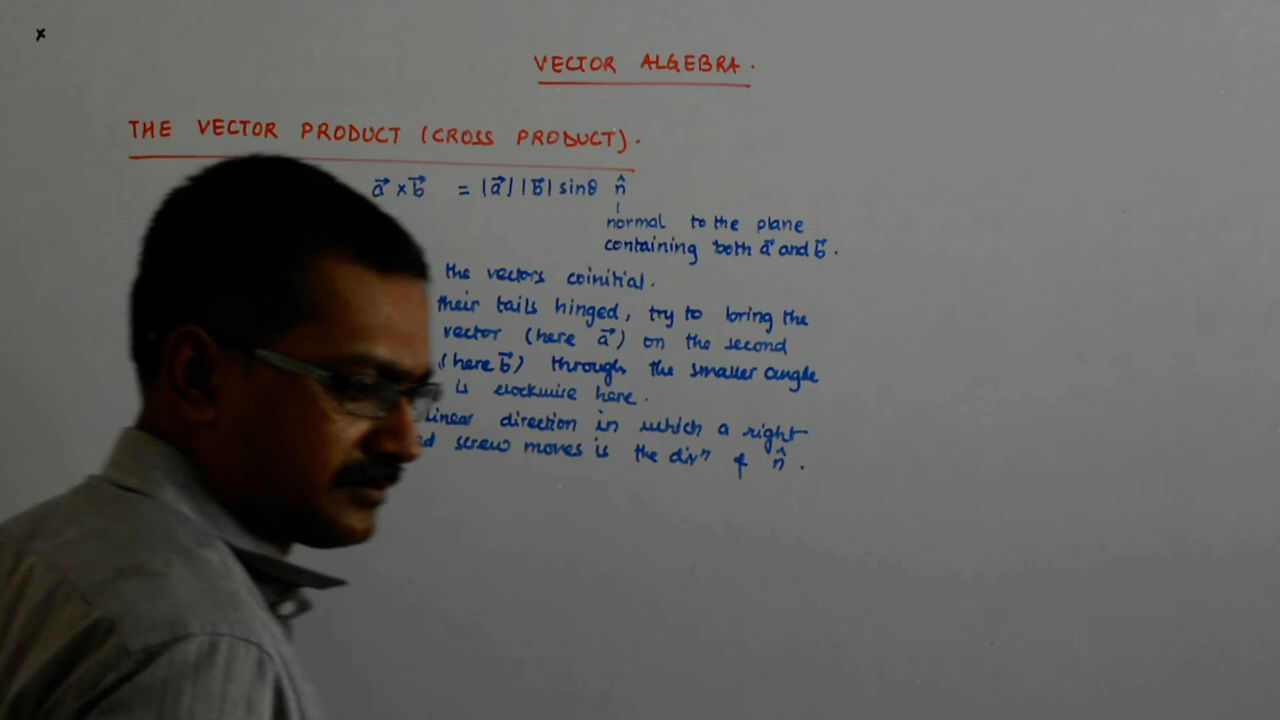 x
VECTOR ALGEBRA.
THE VECTOR PRODUCT (CROSS PRODUCT).
a⃗ × b⃗ = |a⃗| |b⃗| sinθ n̂
normal to the plane
containing both a⃗ and b⃗.
the vectors coinitial.
their tails hinged, try to bring the
vector (here a⃗) on the second
(here b⃗) through the smaller angle
is clockwise here.
linear direction in which a right
screw moves is the dirⁿ of n̂.